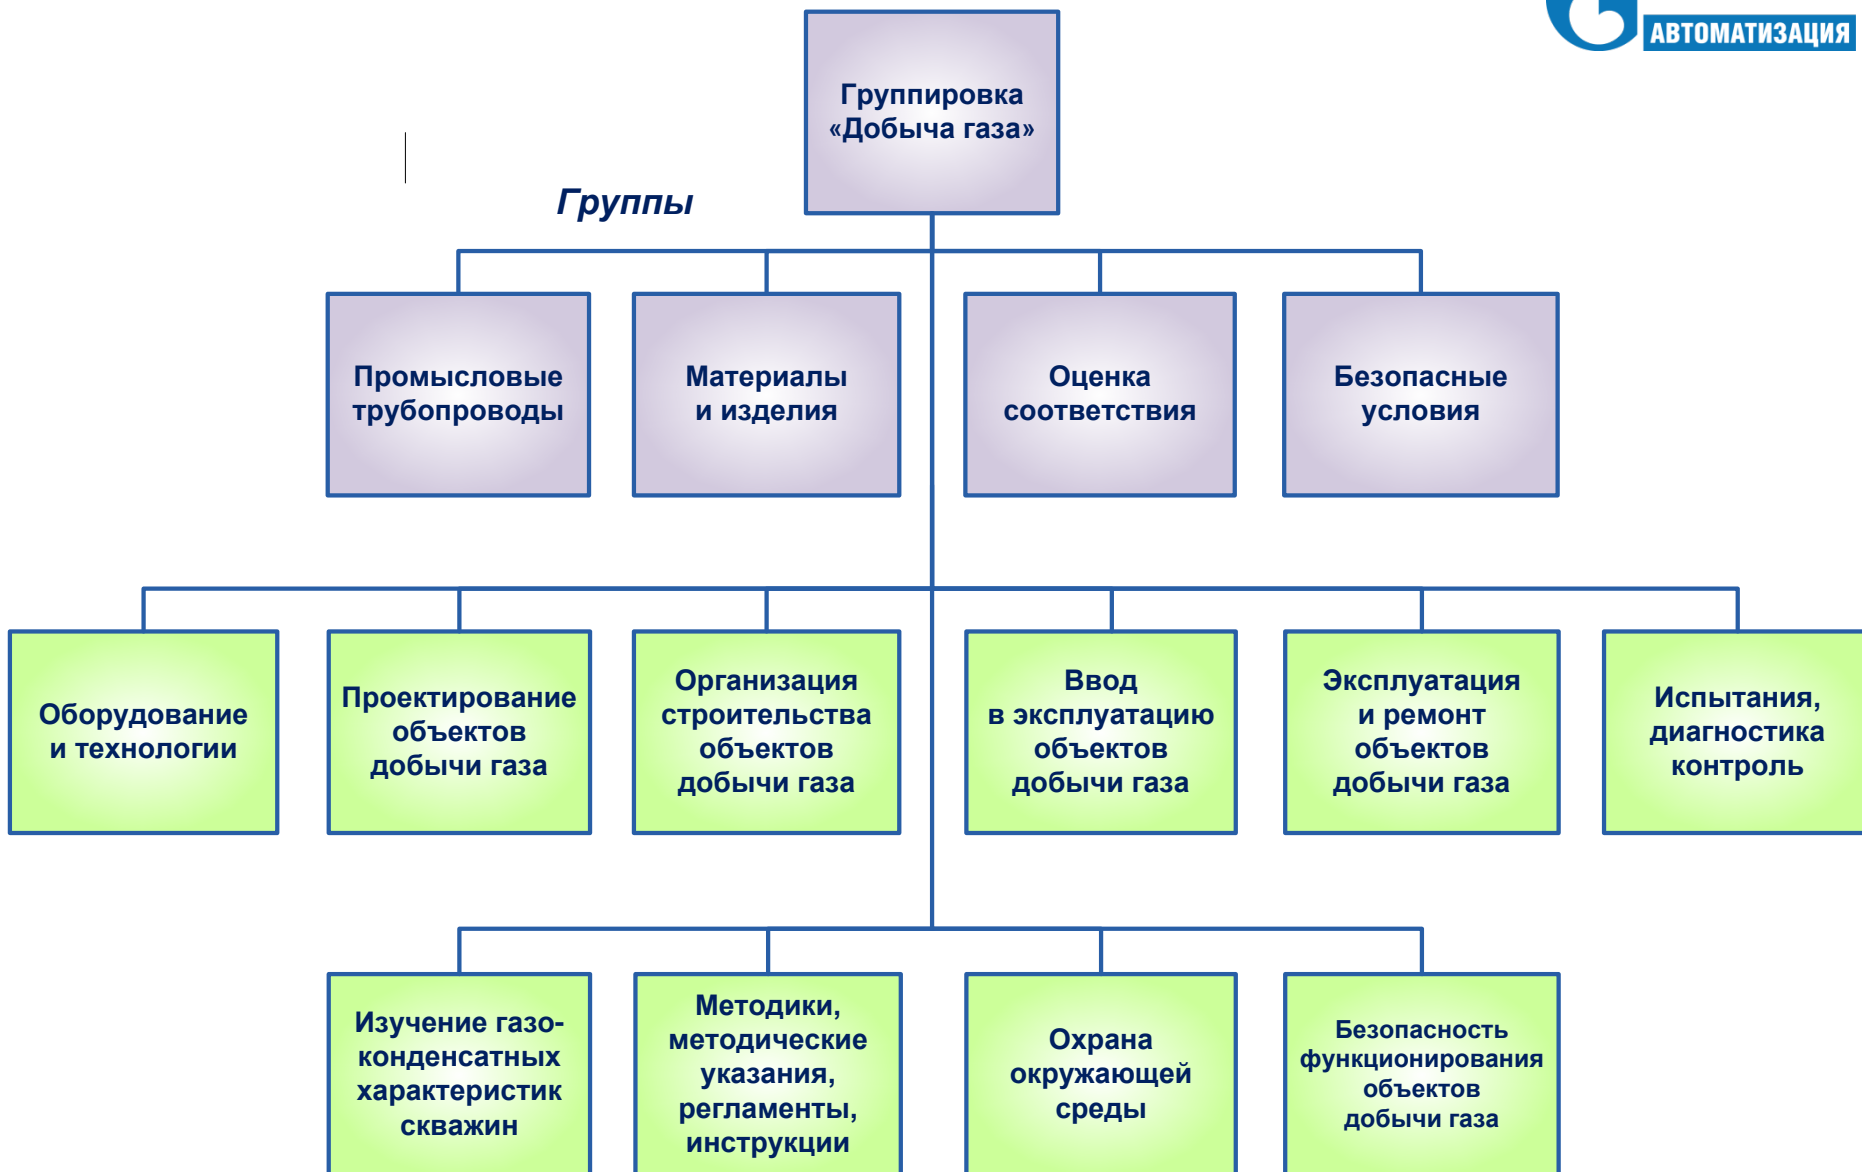 АВТОМАТИЗАЦИЯ
Группировка
«Добыча газа»
Группы
Промысловые
трубопроводы
Материалы
и изделия
Оценка
соответствия
Безопасные
условия
Оборудование
и технологии
Проектирование
объектов
добычи газа
Организация
строительства
объектов
добычи газа
Ввод
в эксплуатацию
объектов
добычи газа
Эксплуатация
и ремонт
объектов
добычи газа
Испытания,
диагностика
контроль
Изучение газо-
конденсатных
характеристик
скважин
Методики,
методические
указания,
регламенты,
инструкции
Охрана
окружающей
среды
Безопасность
функционирования
объектов
добычи газа